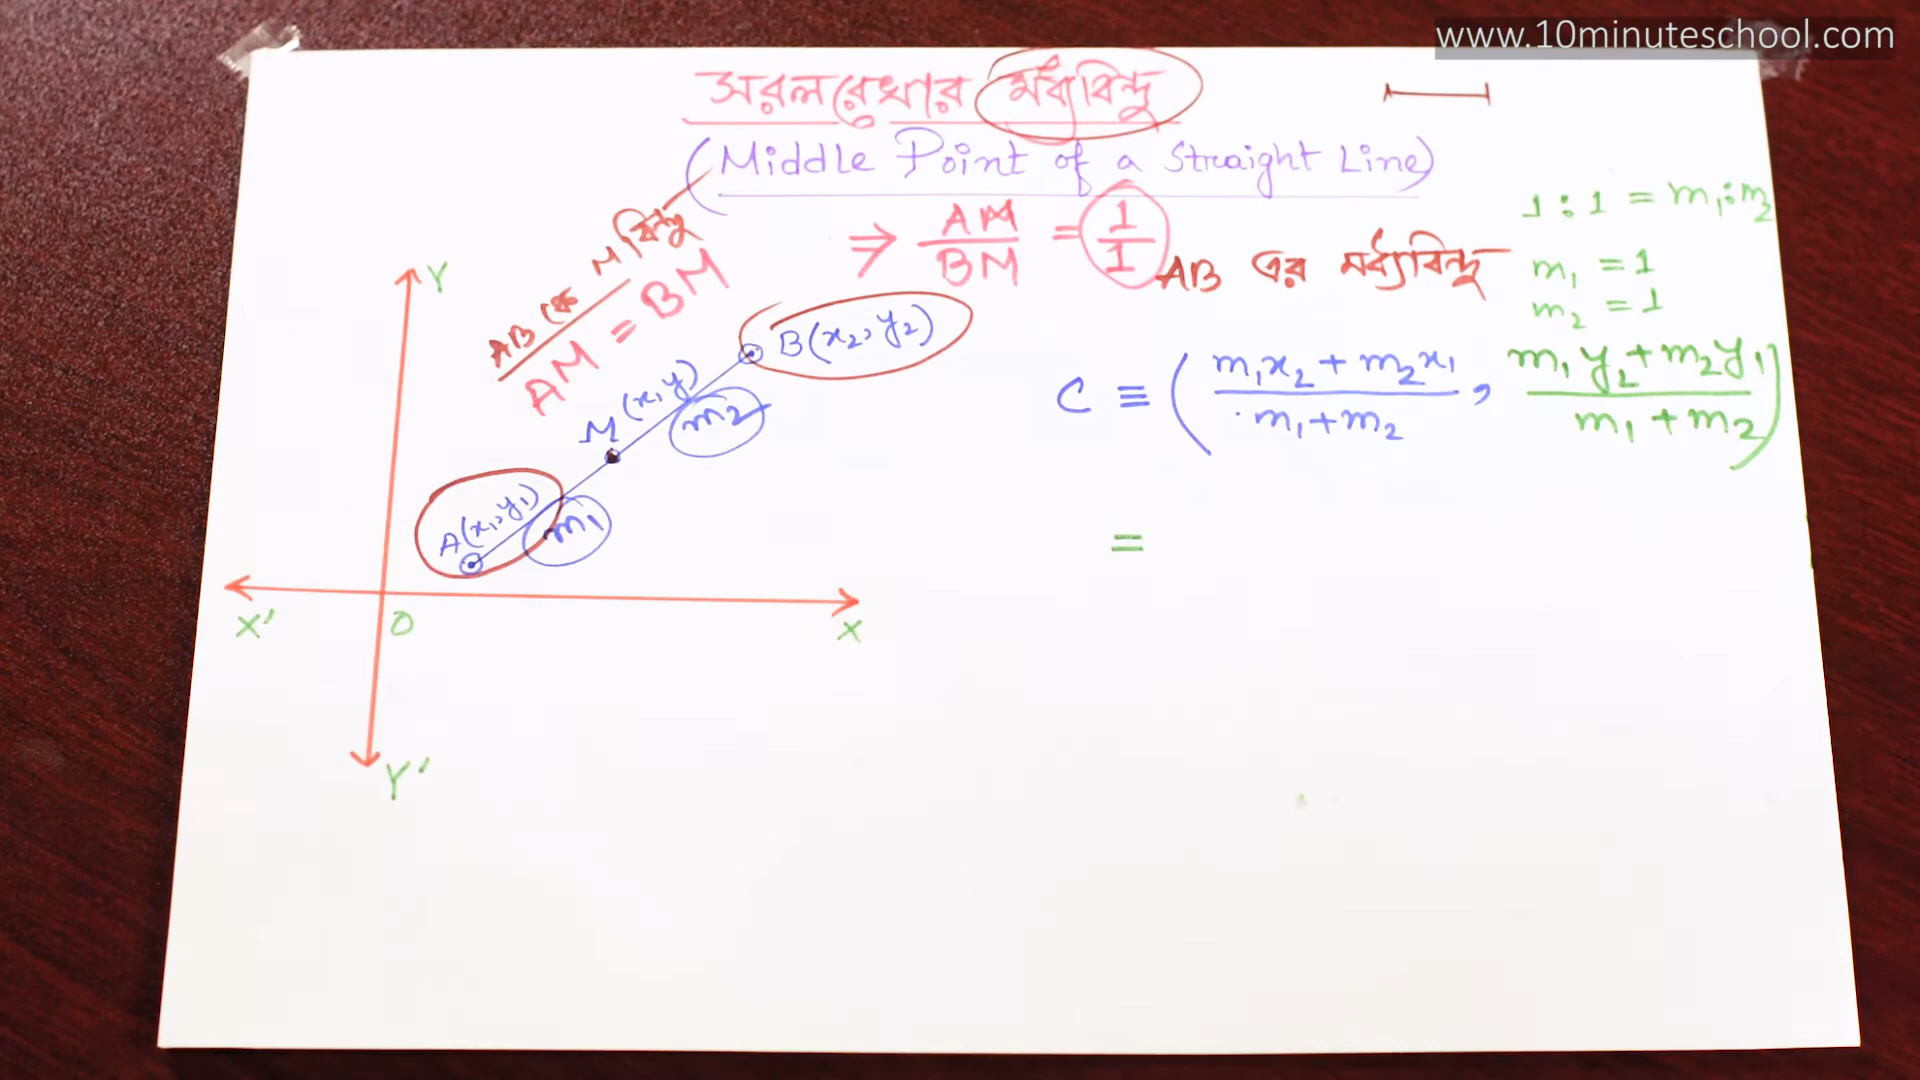 www.10minuteschool.com
সরলরেখার মধ্যবিন্দু
(Middle Point of a Straight Line)
1 : 1 = m₁:m₂
m₁ = 1
m₂ = 1
AB কে M বিন্দু
AM = BM
⇒ AM/BM = 1/1
AB এর মধ্যবিন্দু
Y
B(x₂, y₂)
M (x, y)
m₂
A(x₁, y₁)
m₁
C ≡ ( (m₁x₂ + m₂x₁)/(m₁+m₂) , (m₁y₂ + m₂y₁)/(m₁ + m₂) )
=
X' O X
Y'